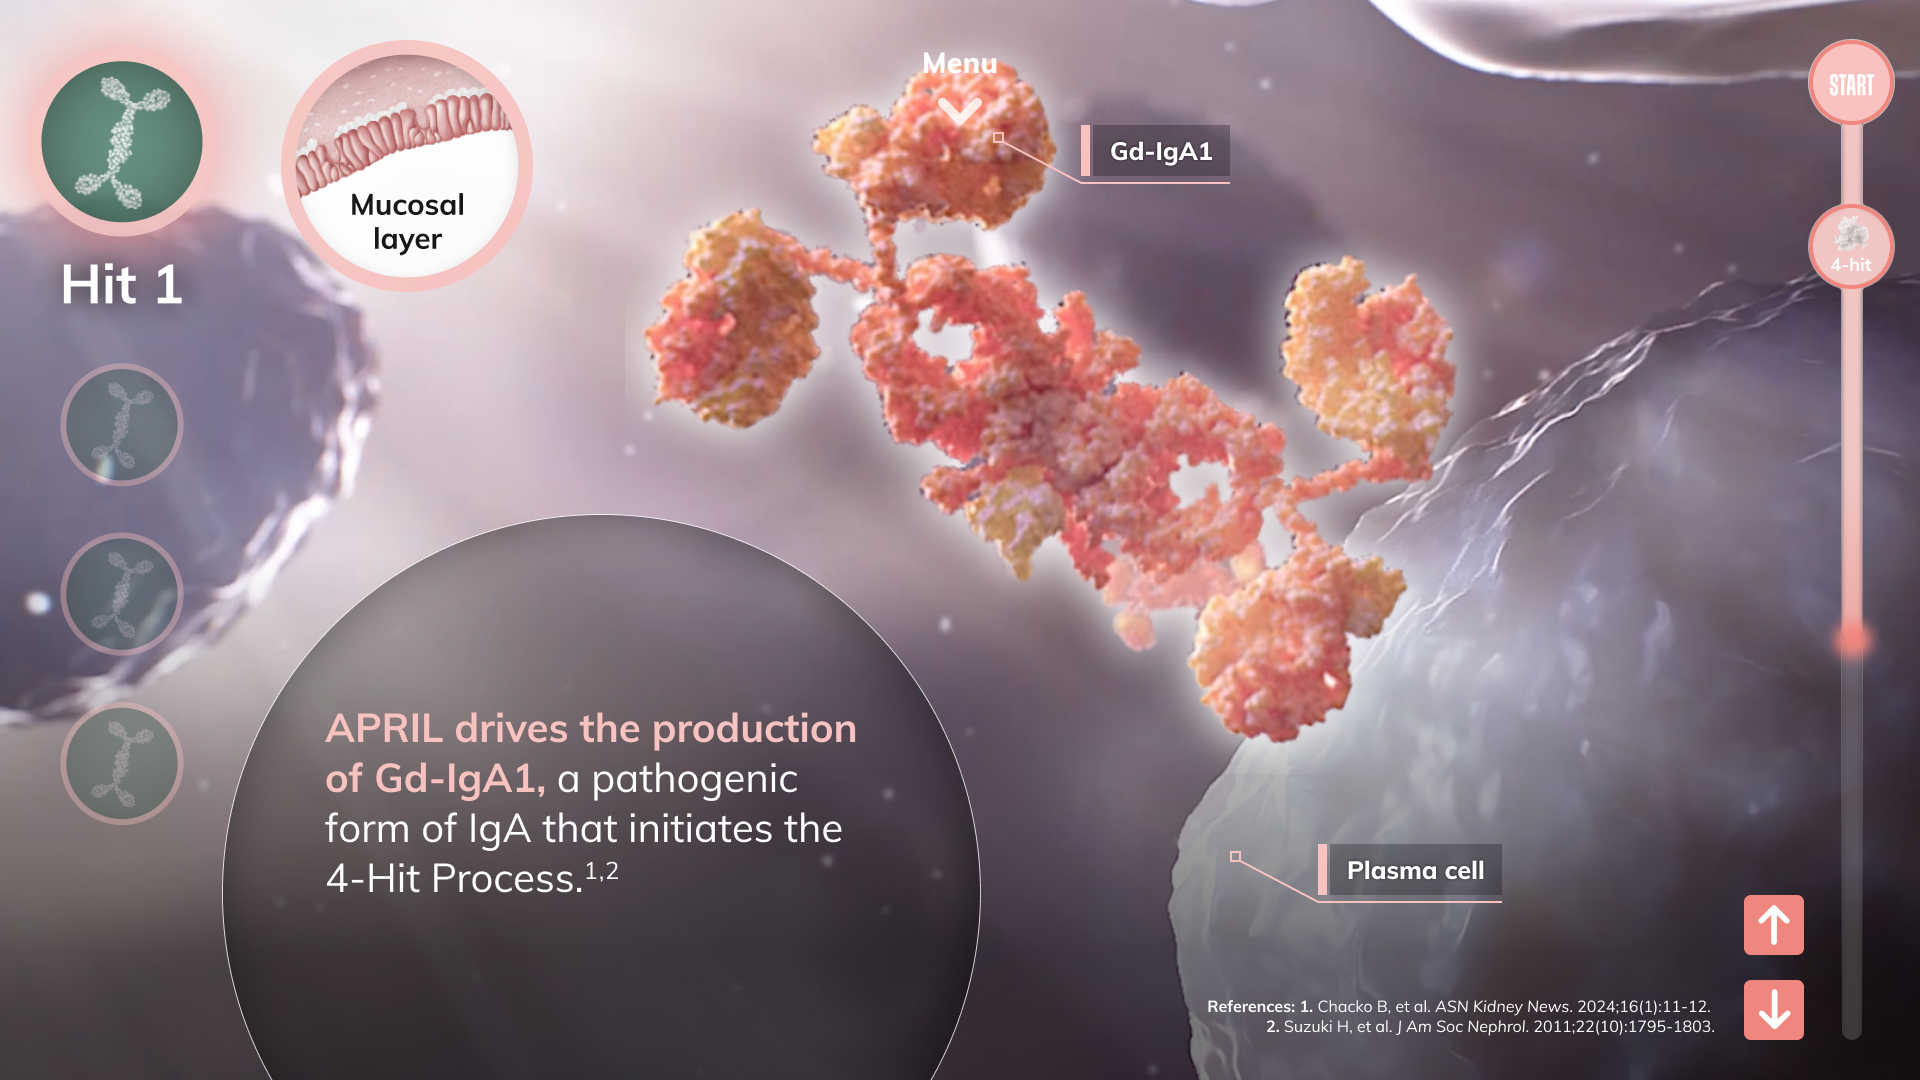 Menu
START
Gd-IgA1
Mucosal
layer
4-hit
Hit 1
APRIL drives the production
of Gd-IgA1, a pathogenic
form of IgA that initiates the
4-Hit Process.1,2
Plasma cell
References: 1. Chacko B, et al. ASN Kidney News. 2024;16(1):11-12.
2. Suzuki H, et al. J Am Soc Nephrol. 2011;22(10):1795-1803.